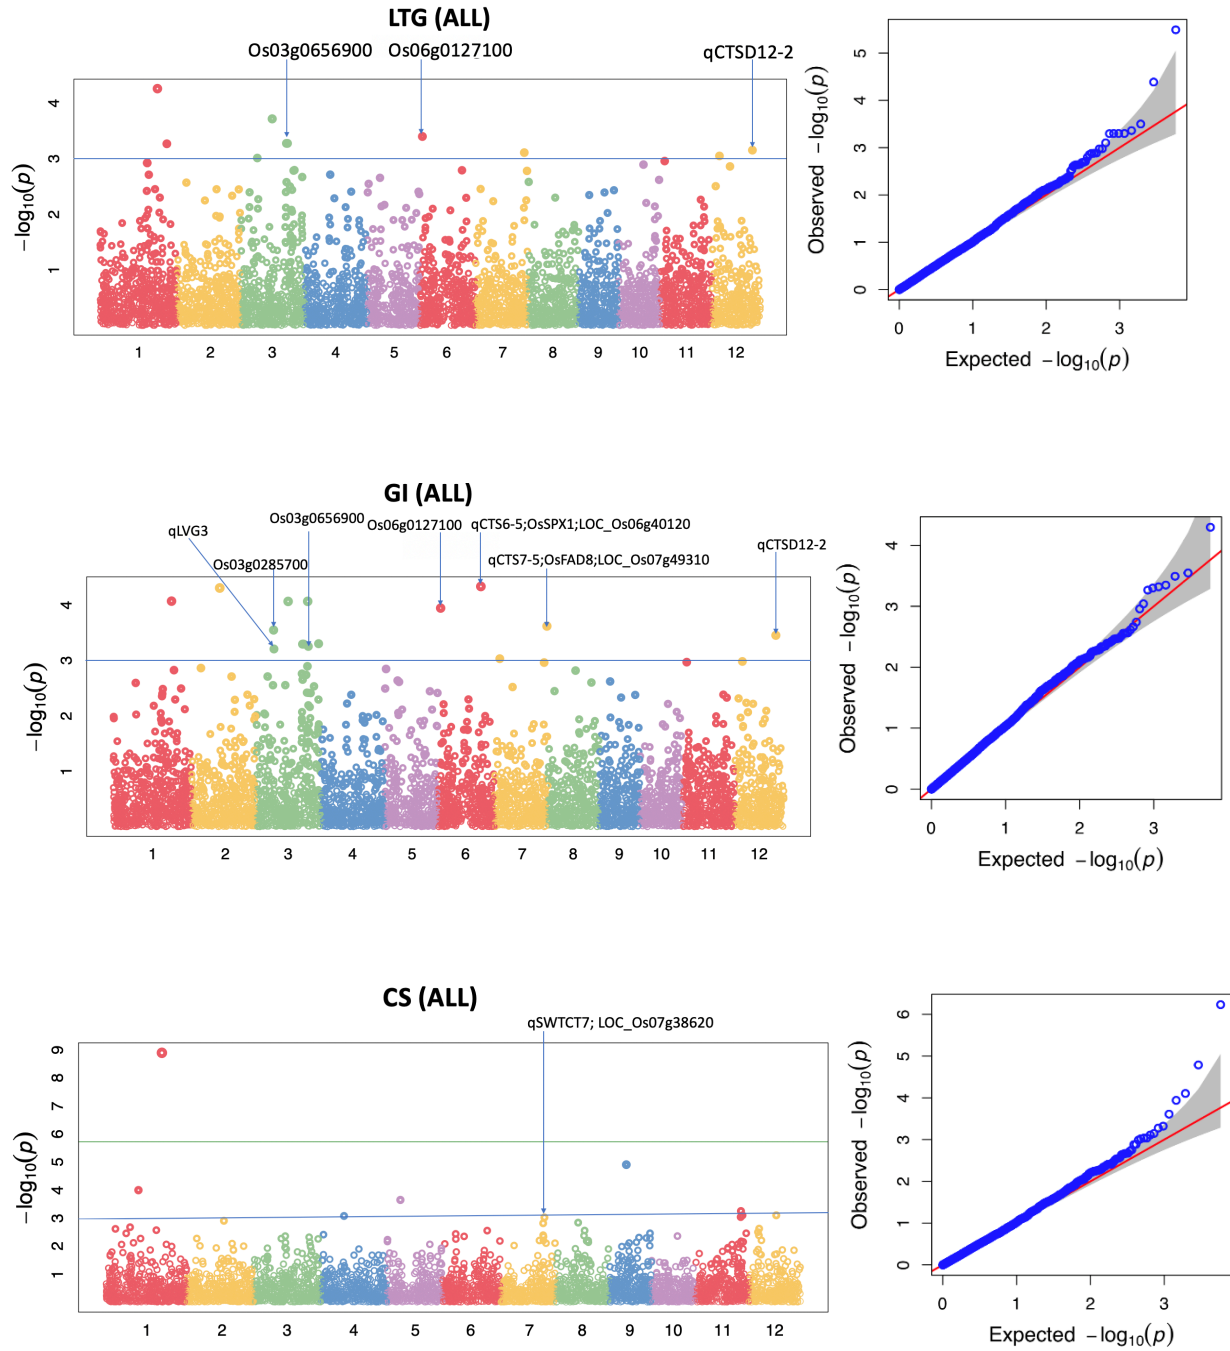 LTG (ALL)
Os03g0656900 Os06g0127100 qCTSD12-2
4
3
2
1
−log10(p)
1 2 3 4 5 6 7 8 9 10 11 12
5
4
3
2
1
0
Observed −log10(p)
0 1 2 3
Expected −log10(p)
GI (ALL)
qLVG3
Os03g0285700
Os03g0656900
Os06g0127100
qCTS6-5;OsSPX1;LOC_Os06g40120
qCTS7-5;OsFAD8;LOC_Os07g49310
qCTSD12-2
4
3
2
1
−log10(p)
1 2 3 4 5 6 7 8 9 10 11 12
4
3
2
1
0
Observed −log10(p)
0 1 2 3
Expected −log10(p)
CS (ALL)
qSWTCT7; LOC_Os07g38620
9
8
7
6
5
4
3
2
1
−log10(p)
1 2 3 4 5 6 7 8 9 10 11 12
6
5
4
3
2
1
0
Observed −log10(p)
0 1 2 3
Expected −log10(p)